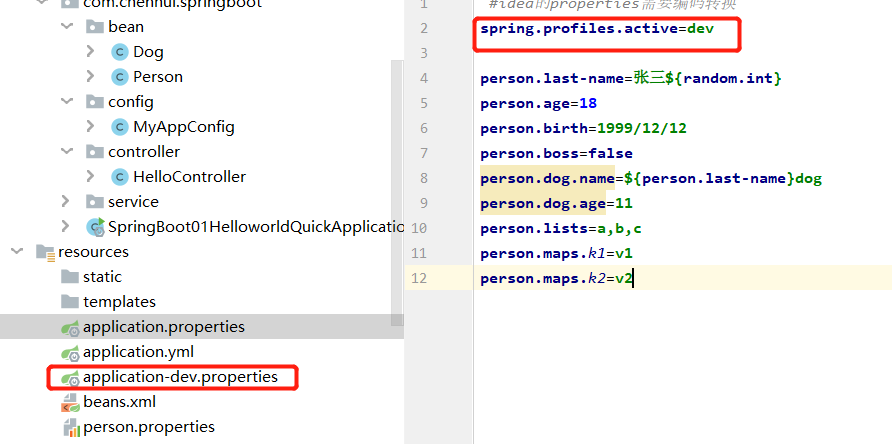 com.chenhui.springboot
bean
Dog
Person
config
MyAppConfig
controller
HelloController
service
SpringBoot01HelloworldQuickApplication
resources
static
templates
application.properties
application.yml
application-dev.properties
beans.xml
person.properties
1 #idea的properties需要编码转换
2 spring.profiles.active=dev
3
4 person.last-name=张三${random.int}
5 person.age=18
6 person.birth=1999/12/12
7 person.boss=false
8 person.dog.name=${person.last-name}dog
9 person.dog.age=11
10 person.lists=a,b,c
11 person.maps.k1=v1
12 person.maps.k2=v2